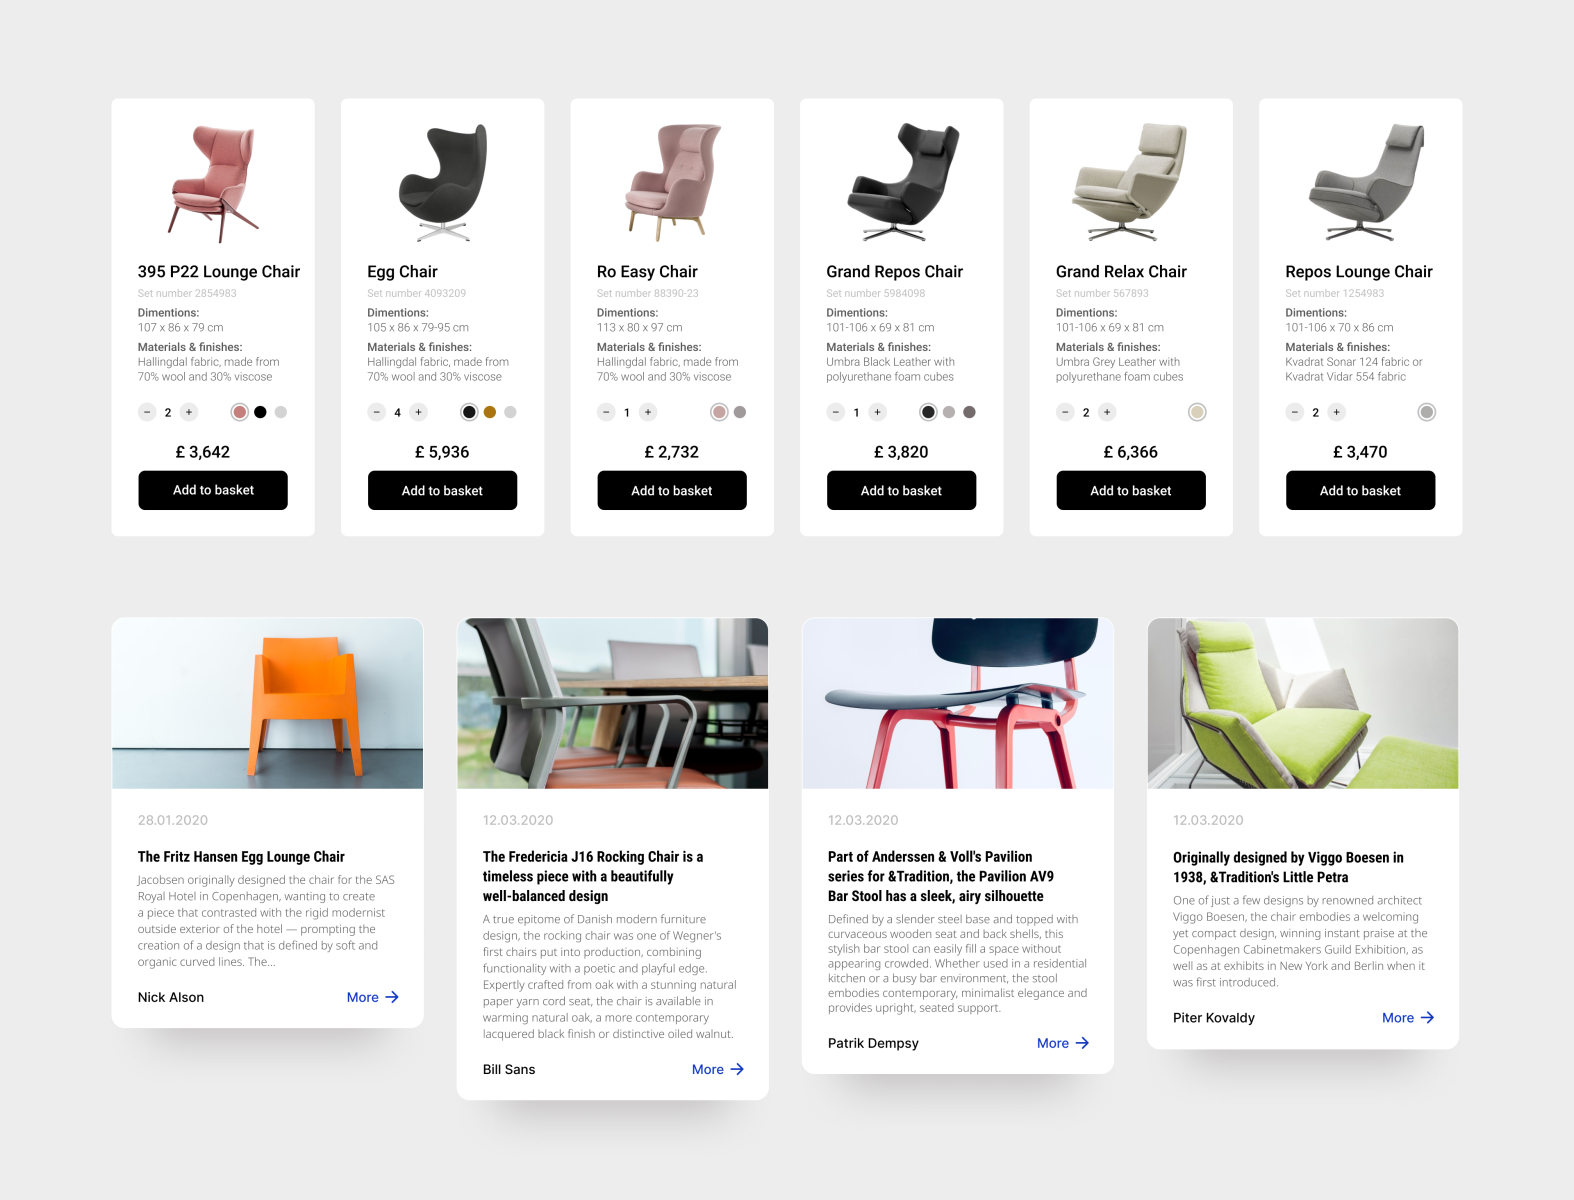 395 P22 Lounge Chair
Set number 2854983
Dimentions:
107 x 86 x 79 cm
Materials & finishes:
Hallingdal fabric, made from
70% wool and 30% viscose
− 2 +
£ 3,642
Add to basket
Egg Chair
Set number 4093209
Dimentions:
105 x 86 x 79-95 cm
Materials & finishes:
Hallingdal fabric, made from
70% wool and 30% viscose
− 4 +
£ 5,936
Add to basket
Ro Easy Chair
Set number 88390-23
Dimentions:
113 x 80 x 97 cm
Materials & finishes:
Hallingdal fabric, made from
70% wool and 30% viscose
− 1 +
£ 2,732
Add to basket
Grand Repos Chair
Set number 5984098
Dimentions:
101-106 x 69 x 81 cm
Materials & finishes:
Umbra Black Leather with
polyurethane foam cubes
− 1 +
£ 3,820
Add to basket
Grand Relax Chair
Set number 567893
Dimentions:
101-106 x 69 x 81 cm
Materials & finishes:
Umbra Grey Leather with
polyurethane foam cubes
− 2 +
£ 6,366
Add to basket
Repos Lounge Chair
Set number 1254983
Dimentions:
101-106 x 70 x 86 cm
Materials & finishes:
Kvadrat Sonar 124 fabric or
Kvadrat Vidar 554 fabric
− 2 +
£ 3,470
Add to basket
28.01.2020
The Fritz Hansen Egg Lounge Chair
Jacobsen originally designed the chair for the SAS
Royal Hotel in Copenhagen, wanting to create
a piece that contrasted with the rigid modernist
outside exterior of the hotel — prompting the
creation of a design that is defined by soft and
organic curved lines. The...
Nick Alson
More →
12.03.2020
The Fredericia J16 Rocking Chair is a
timeless piece with a beautifully
well-balanced design
A true epitome of Danish modern furniture
design, the rocking chair was one of Wegner's
first chairs put into production, combining
functionality with a poetic and playful edge.
Expertly crafted from oak with a stunning natural
paper yarn cord seat, the chair is available in
warming natural oak, a more contemporary
lacquered black finish or distinctive oiled walnut.
Bill Sans
More →
12.03.2020
Part of Anderssen & Voll's Pavilion
series for &Tradition, the Pavilion AV9
Bar Stool has a sleek, airy silhouette
Defined by a slender steel base and topped with
curvaceous wooden seat and back shells, this
stylish bar stool can easily fill a space without
appearing crowded. Whether used in a residential
kitchen or a busy bar environment, the stool
embodies contemporary, minimalist elegance and
provides upright, seated support.
Patrik Dempsy
More →
12.03.2020
Originally designed by Viggo Boesen in
1938, &Tradition's Little Petra
One of just a few designs by renowned architect
Viggo Boesen, the chair embodies a welcoming
yet compact design, winning instant praise at the
Copenhagen Cabinetmakers Guild Exhibition, as
well as at exhibits in New York and Berlin when it
was first introduced.
Piter Kovaldy
More →